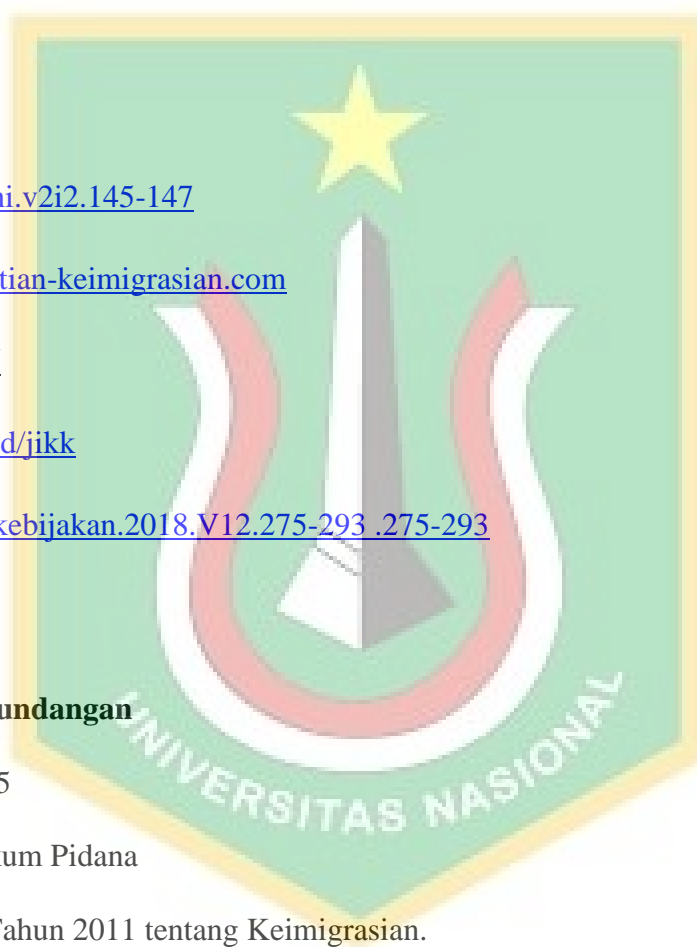 ni.v2i2.145-147
tian-keimigrasian.com
d/jikk
kebijakan.2018.V12.275-293 .275-293
undangan
5
um Pidana
Tahun 2011 tentang Keimigrasian.
UNIVERSITAS NASIONAL